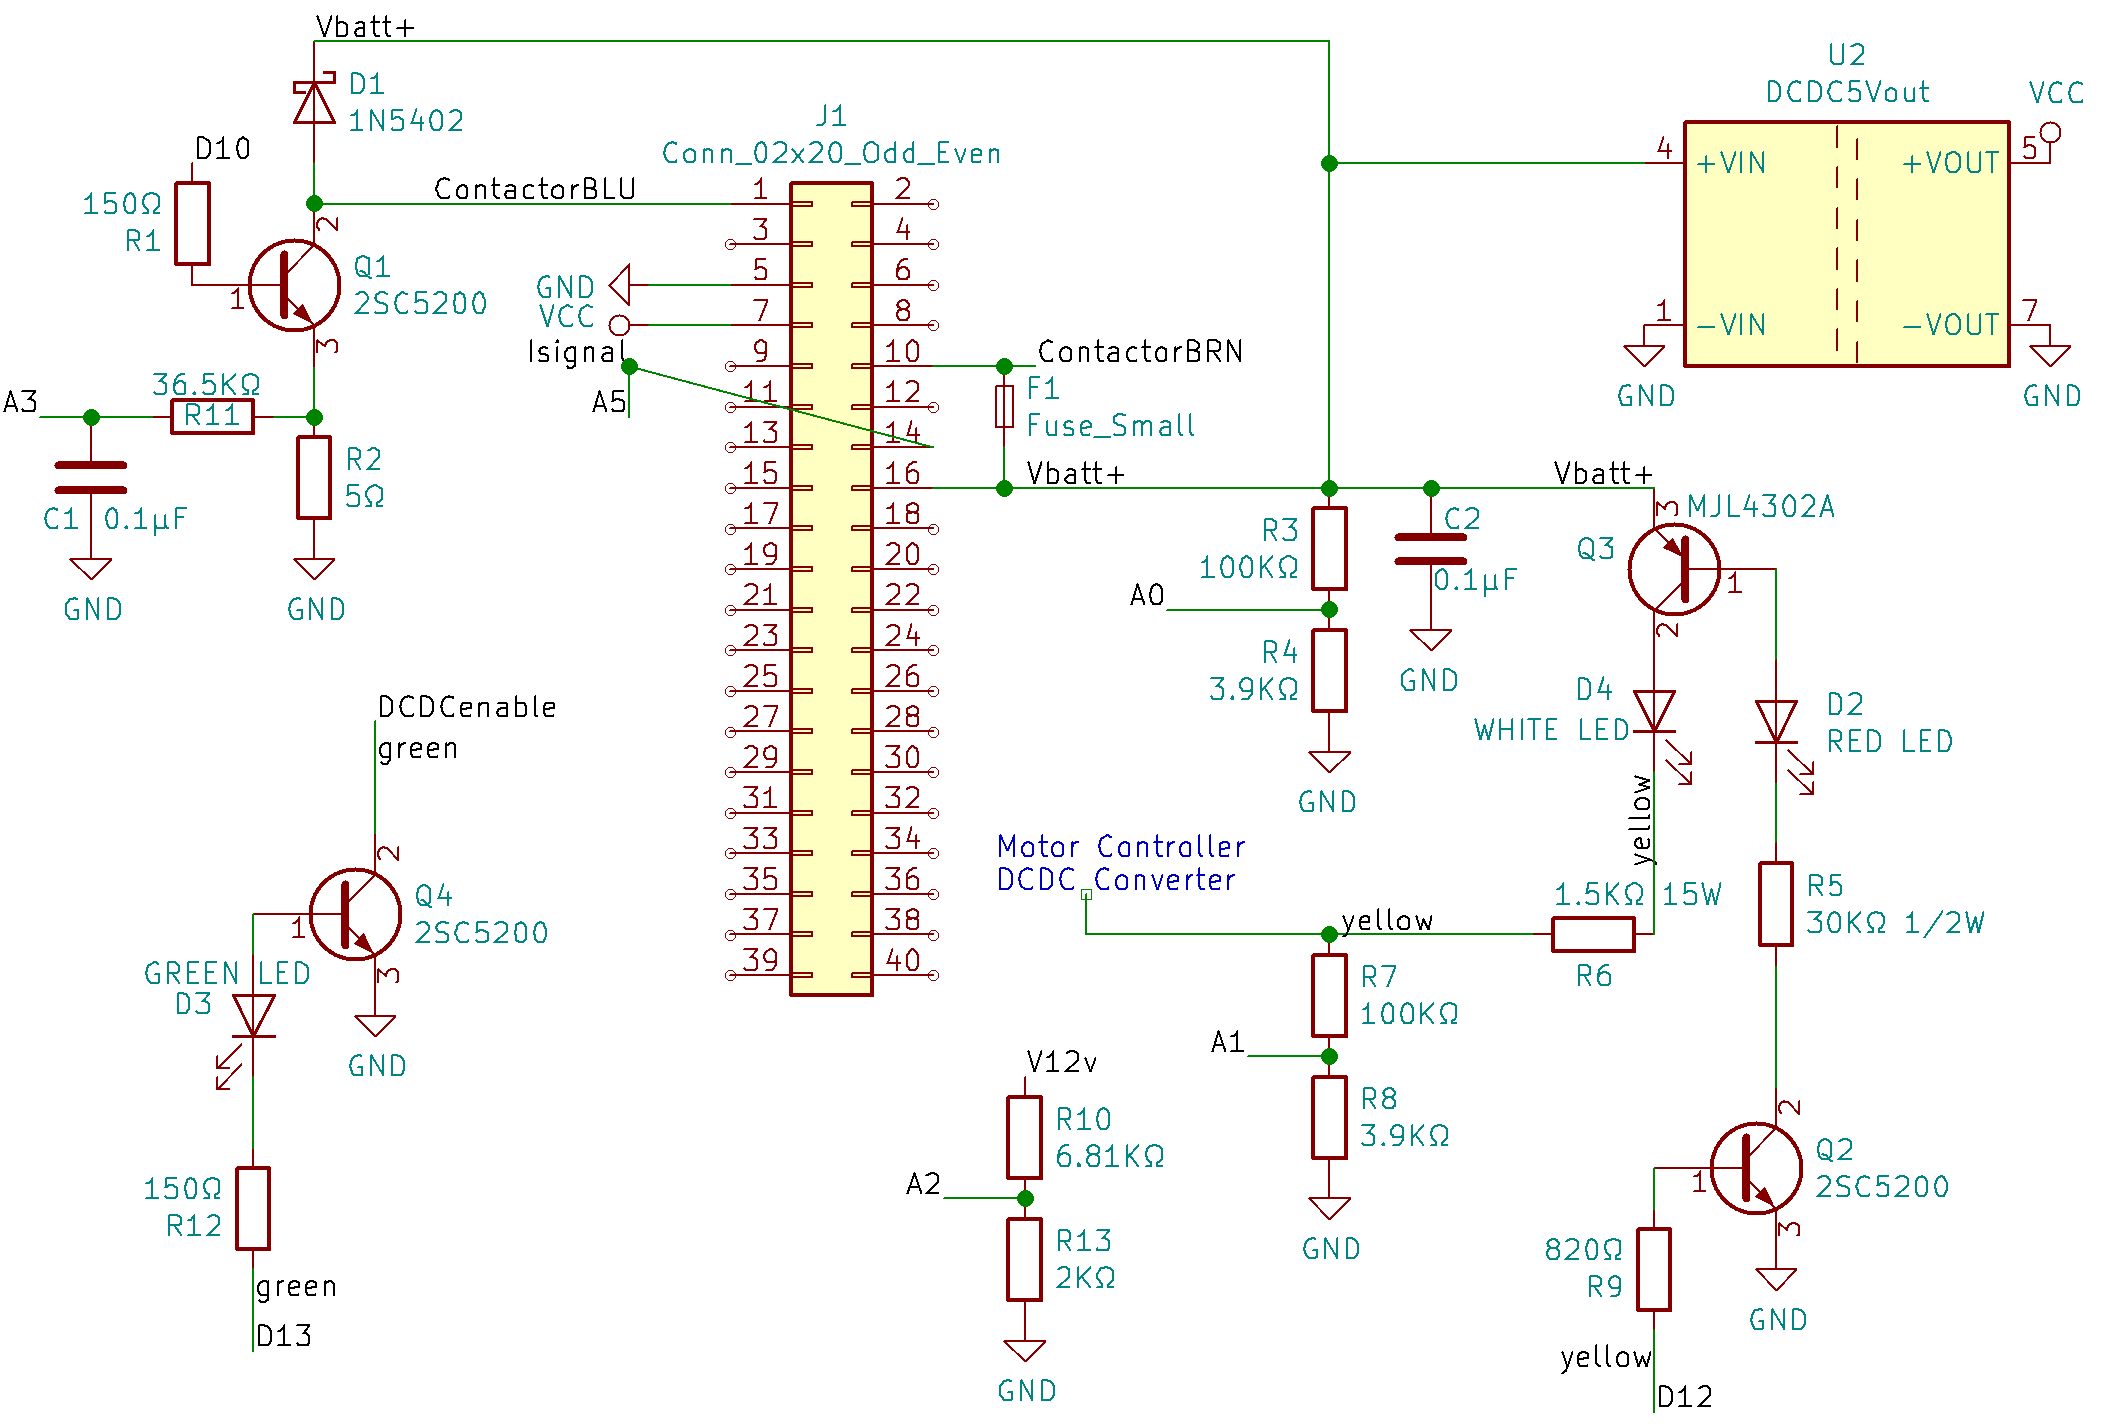 Vbatt+
D1
1N5402
D10
150Ω
R1
ContactorBLU
2
Q1
2SC5200
1
3
A3
36.5KΩ
R11
R2
5Ω
C1 0.1µF
GND
GND
J1
Conn_02x20_Odd_Even
1 2
3 4
5 6
7 8
9 10
11 12
13 14
15 16
17 18
19 20
21 22
23 24
25 26
27 28
29 30
31 32
33 34
35 36
37 38
39 40
GND
VCC
Isignal
A5
ContactorBRN
F1
Fuse_Small
Vbatt+
U2
DCDC5Vout
VCC
4 +VIN +VOUT 5
1 -VIN -VOUT 7
GND
GND
Vbatt+
R3
100KΩ
A0
R4
3.9KΩ
GND
C2
0.1µF
GND
3
MJL4302A
Q3
1
2
D4
WHITE LED
D2
RED LED
yellow
Motor Controller
DCDC Converter
yellow
1.5KΩ 15W
R6
R5
30KΩ 1/2W
R7
100KΩ
A1
R8
3.9KΩ
GND
DCDCenable
green
2
Q4
2SC5200
1
3
GREEN LED
D3
GND
150Ω
R12
green
D13
V12v
R10
6.81KΩ
A2
R13
2KΩ
GND
2
Q2
2SC5200
1
3
820Ω
R9
GND
yellow
D12